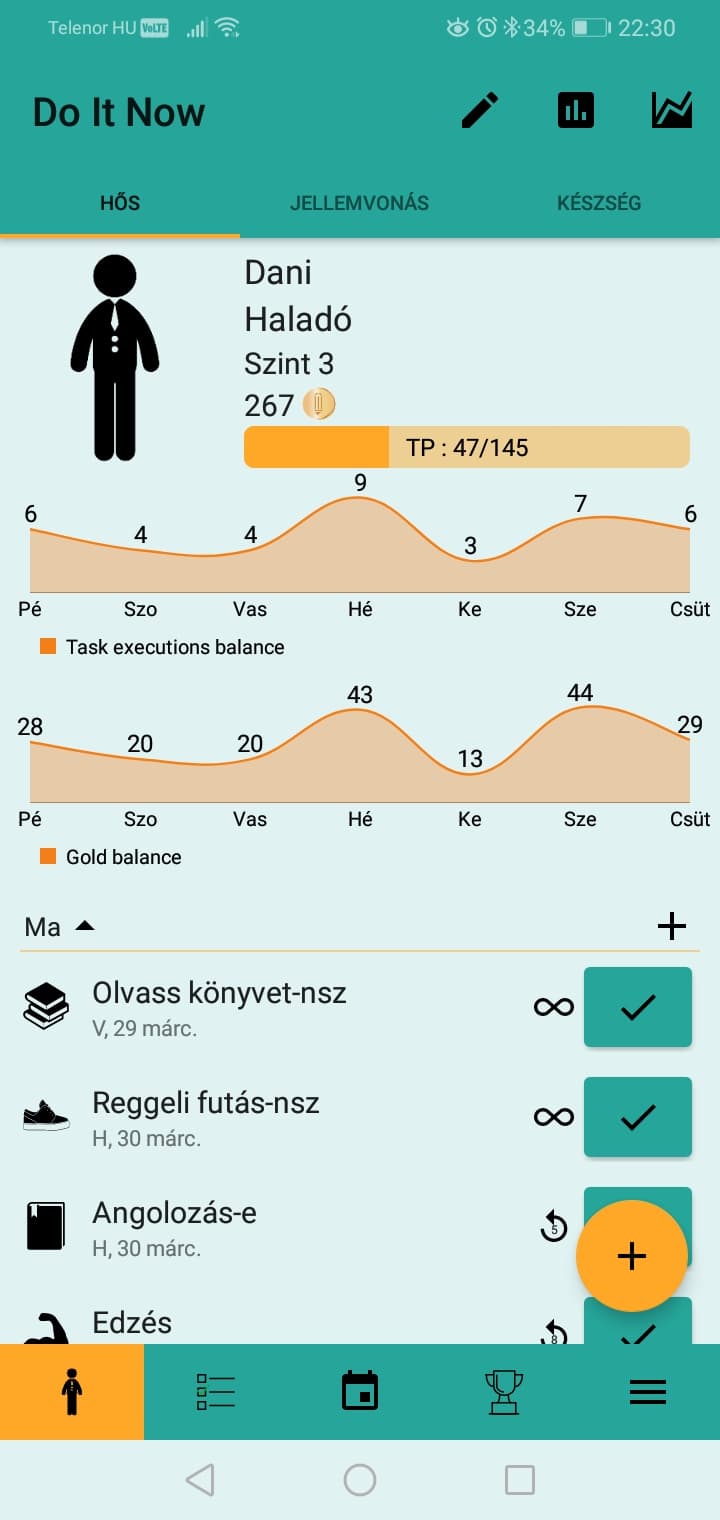 Telenor HU VoLTE 34% 22:30
Do It Now
HŐS JELLEMVONÁS KÉSZSÉG
Dani
Haladó
Szint 3
267
TP : 47/145
6 4 4 9 3 7 6
Pé Szo Vas Hé Ke Sze Csüt
Task executions balance
28 20 20 43 13 44 29
Pé Szo Vas Hé Ke Sze Csüt
Gold balance
Ma
Olvass könyvet-nsz
V, 29 márc.
Reggeli futás-nsz
H, 30 márc.
Angolozás-e
5
H, 30 márc.
Edzés
8